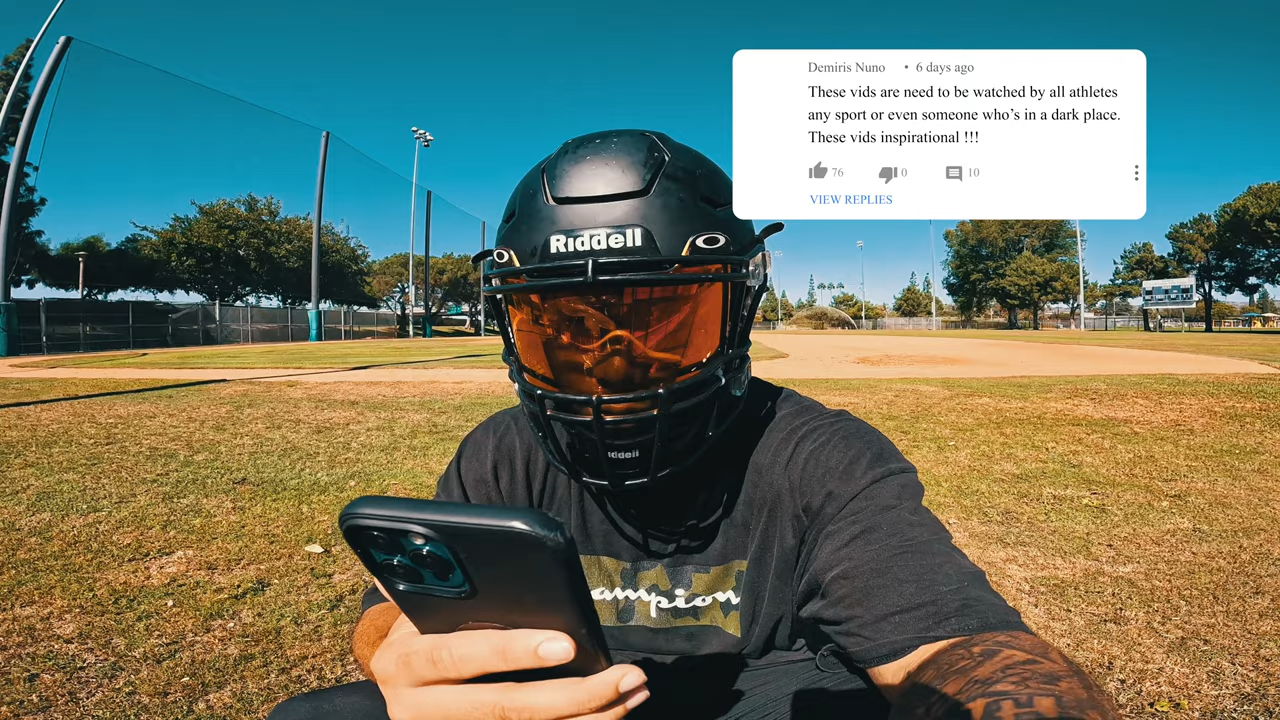 Demiris Nuno • 6 days ago
These vids are need to be watched by all athletes
any sport or even someone who's in a dark place.
These vids inspirational !!!
76 0 10
VIEW REPLIES
Riddell
iddell
ampion